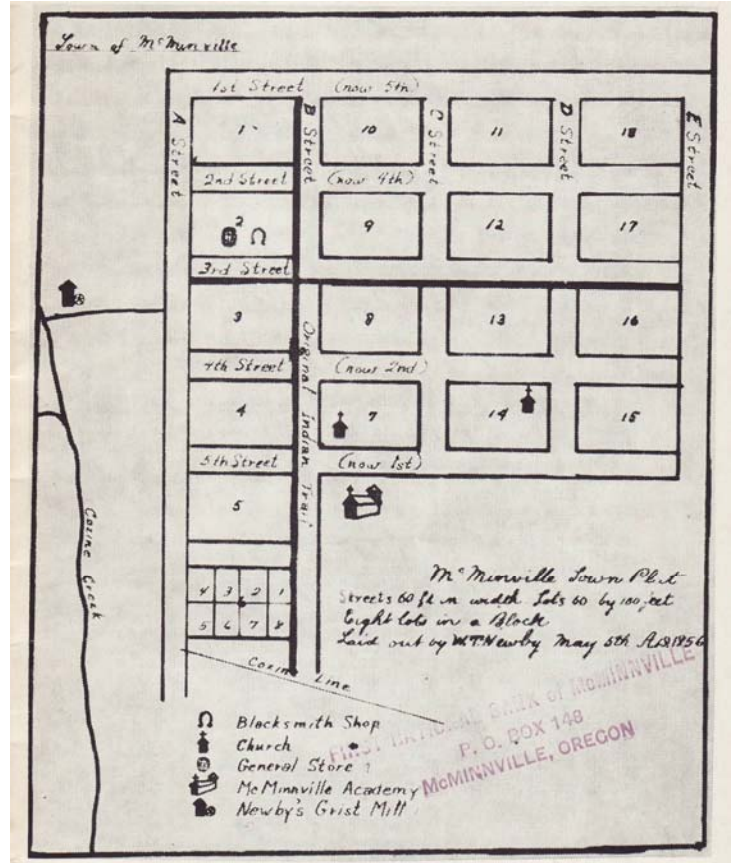 Town of McMinville
1st Street (now 5th)
A Street
B Street
C Street
D Street
E Street
1 10 11 18
2nd Street (now 4th)
2 9 12 17
3rd Street
3 8 13 16
Original Indian Trail
4th Street (now 2nd)
4 7 14 15
5th Street (now 1st)
5
Cozine Creek
4 3 2 1
6
5 6 7 8
Cozine Line
McMinville Town Plat
Streets 60 ft in width Lots 60 by 100 feet
Eight lots in a Block
Laid out by W.T. Newby May 5th A.D. 1856
Blacksmith Shop
Church
General Store
McMinnville Academy
Newby's Grist Mill
FIRST NATIONAL BANK of McMINNVILLE
P. O. BOX 148
McMINNVILLE, OREGON